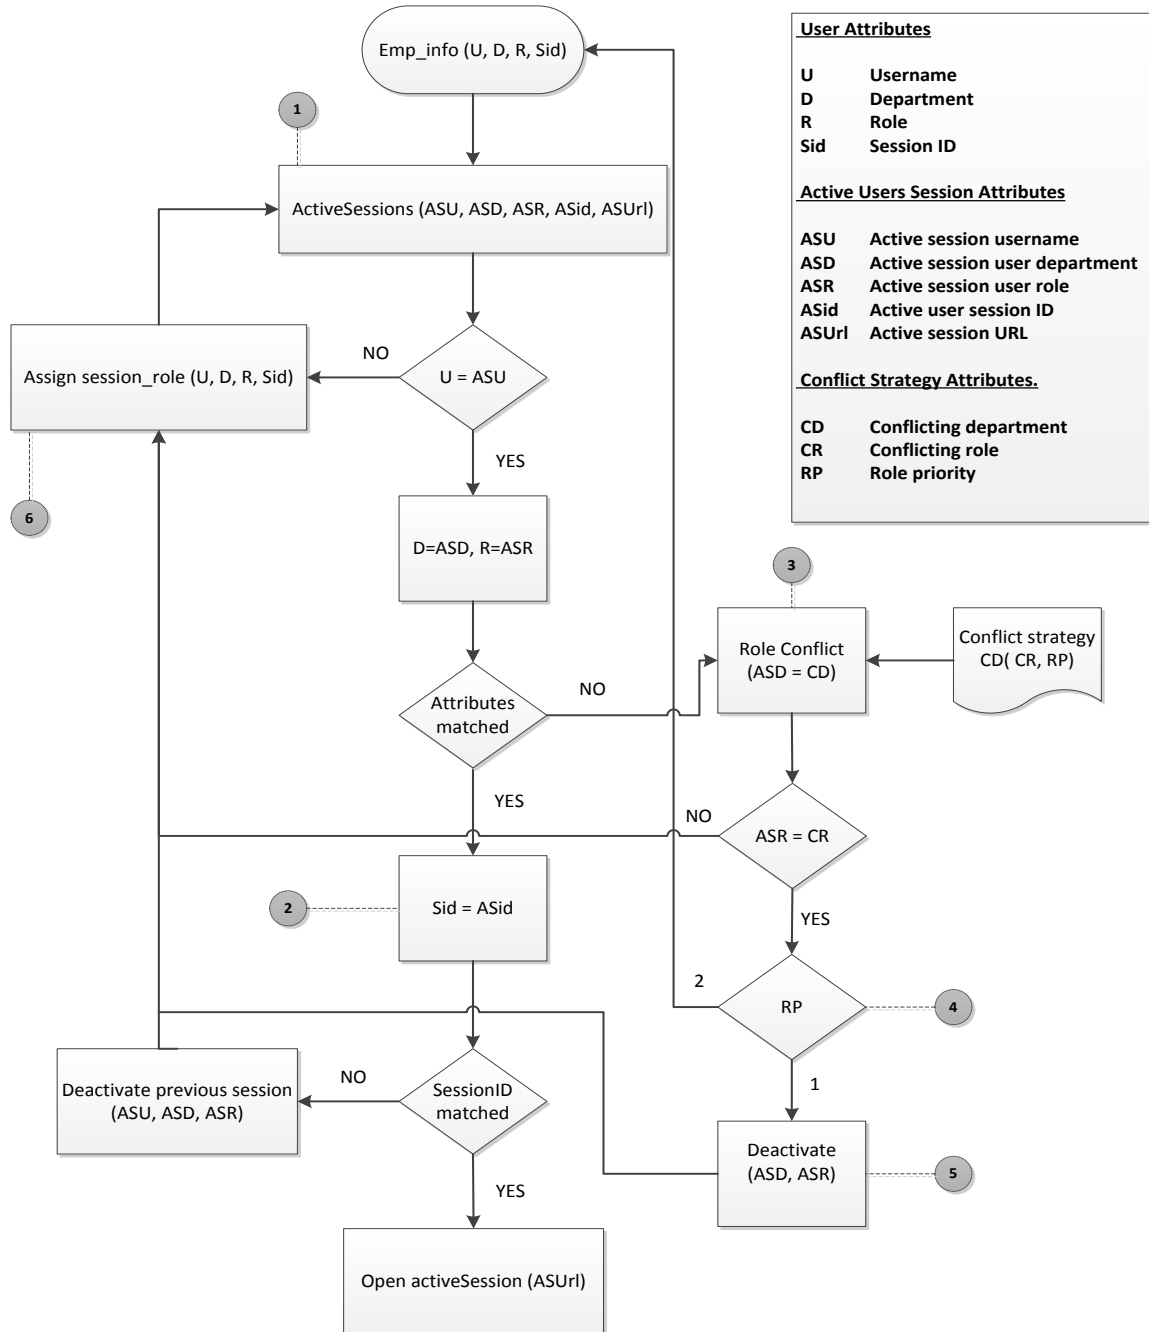 Emp_info (U, D, R, Sid)
1
ActiveSessions (ASU, ASD, ASR, ASid, ASUrl)
NO
Assign session_role (U, D, R, Sid)
U = ASU
YES
6
D=ASD, R=ASR
3
Role Conflict
(ASD = CD)
Conflict strategy
CD( CR, RP)
NO
Attributes
matched
YES
NO
ASR = CR
2
Sid = ASid
YES
2
RP
4
1
NO
Deactivate previous session
(ASU, ASD, ASR)
SessionID
matched
Deactivate
(ASD, ASR)
5
YES
Open activeSession (ASUrl)
User Attributes
U Username
D Department
R Role
Sid Session ID
Active Users Session Attributes
ASU Active session username
ASD Active session user department
ASR Active session user role
ASid Active user session ID
ASUrl Active session URL
Conflict Strategy Attributes.
CD Conflicting department
CR Conflicting role
RP Role priority